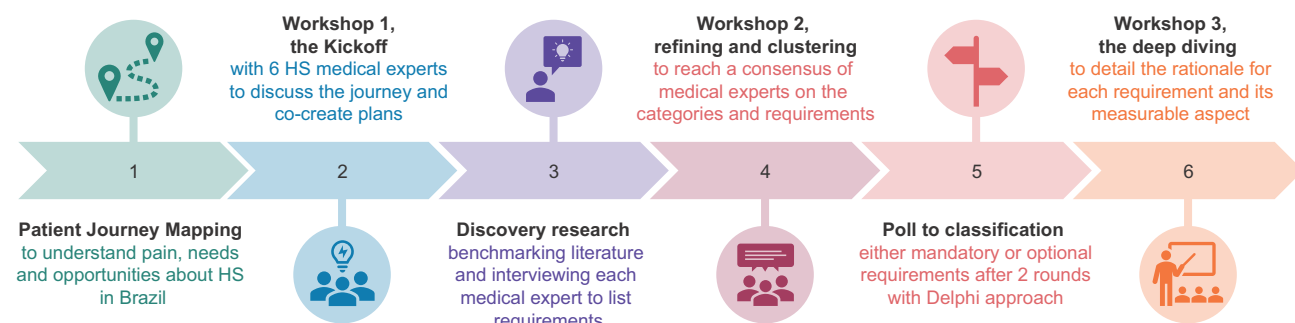 Workshop 1,
the Kickoff
with 6 HS medical experts
to discuss the journey and
co-create plans
Workshop 2,
refining and clustering
to reach a consensus of
medical experts on the
categories and requirements
Workshop 3,
the deep diving
to detail the rationale for
each requirement and its
measurable aspect
1
2
3
4
5
6
Patient Journey Mapping
to understand pain, needs
and opportunities about HS
in Brazil
Discovery research
benchmarking literature
and interviewing each
medical expert to list
requirements
Poll to classification
either mandatory or optional
requirements after 2 rounds
with Delphi approach